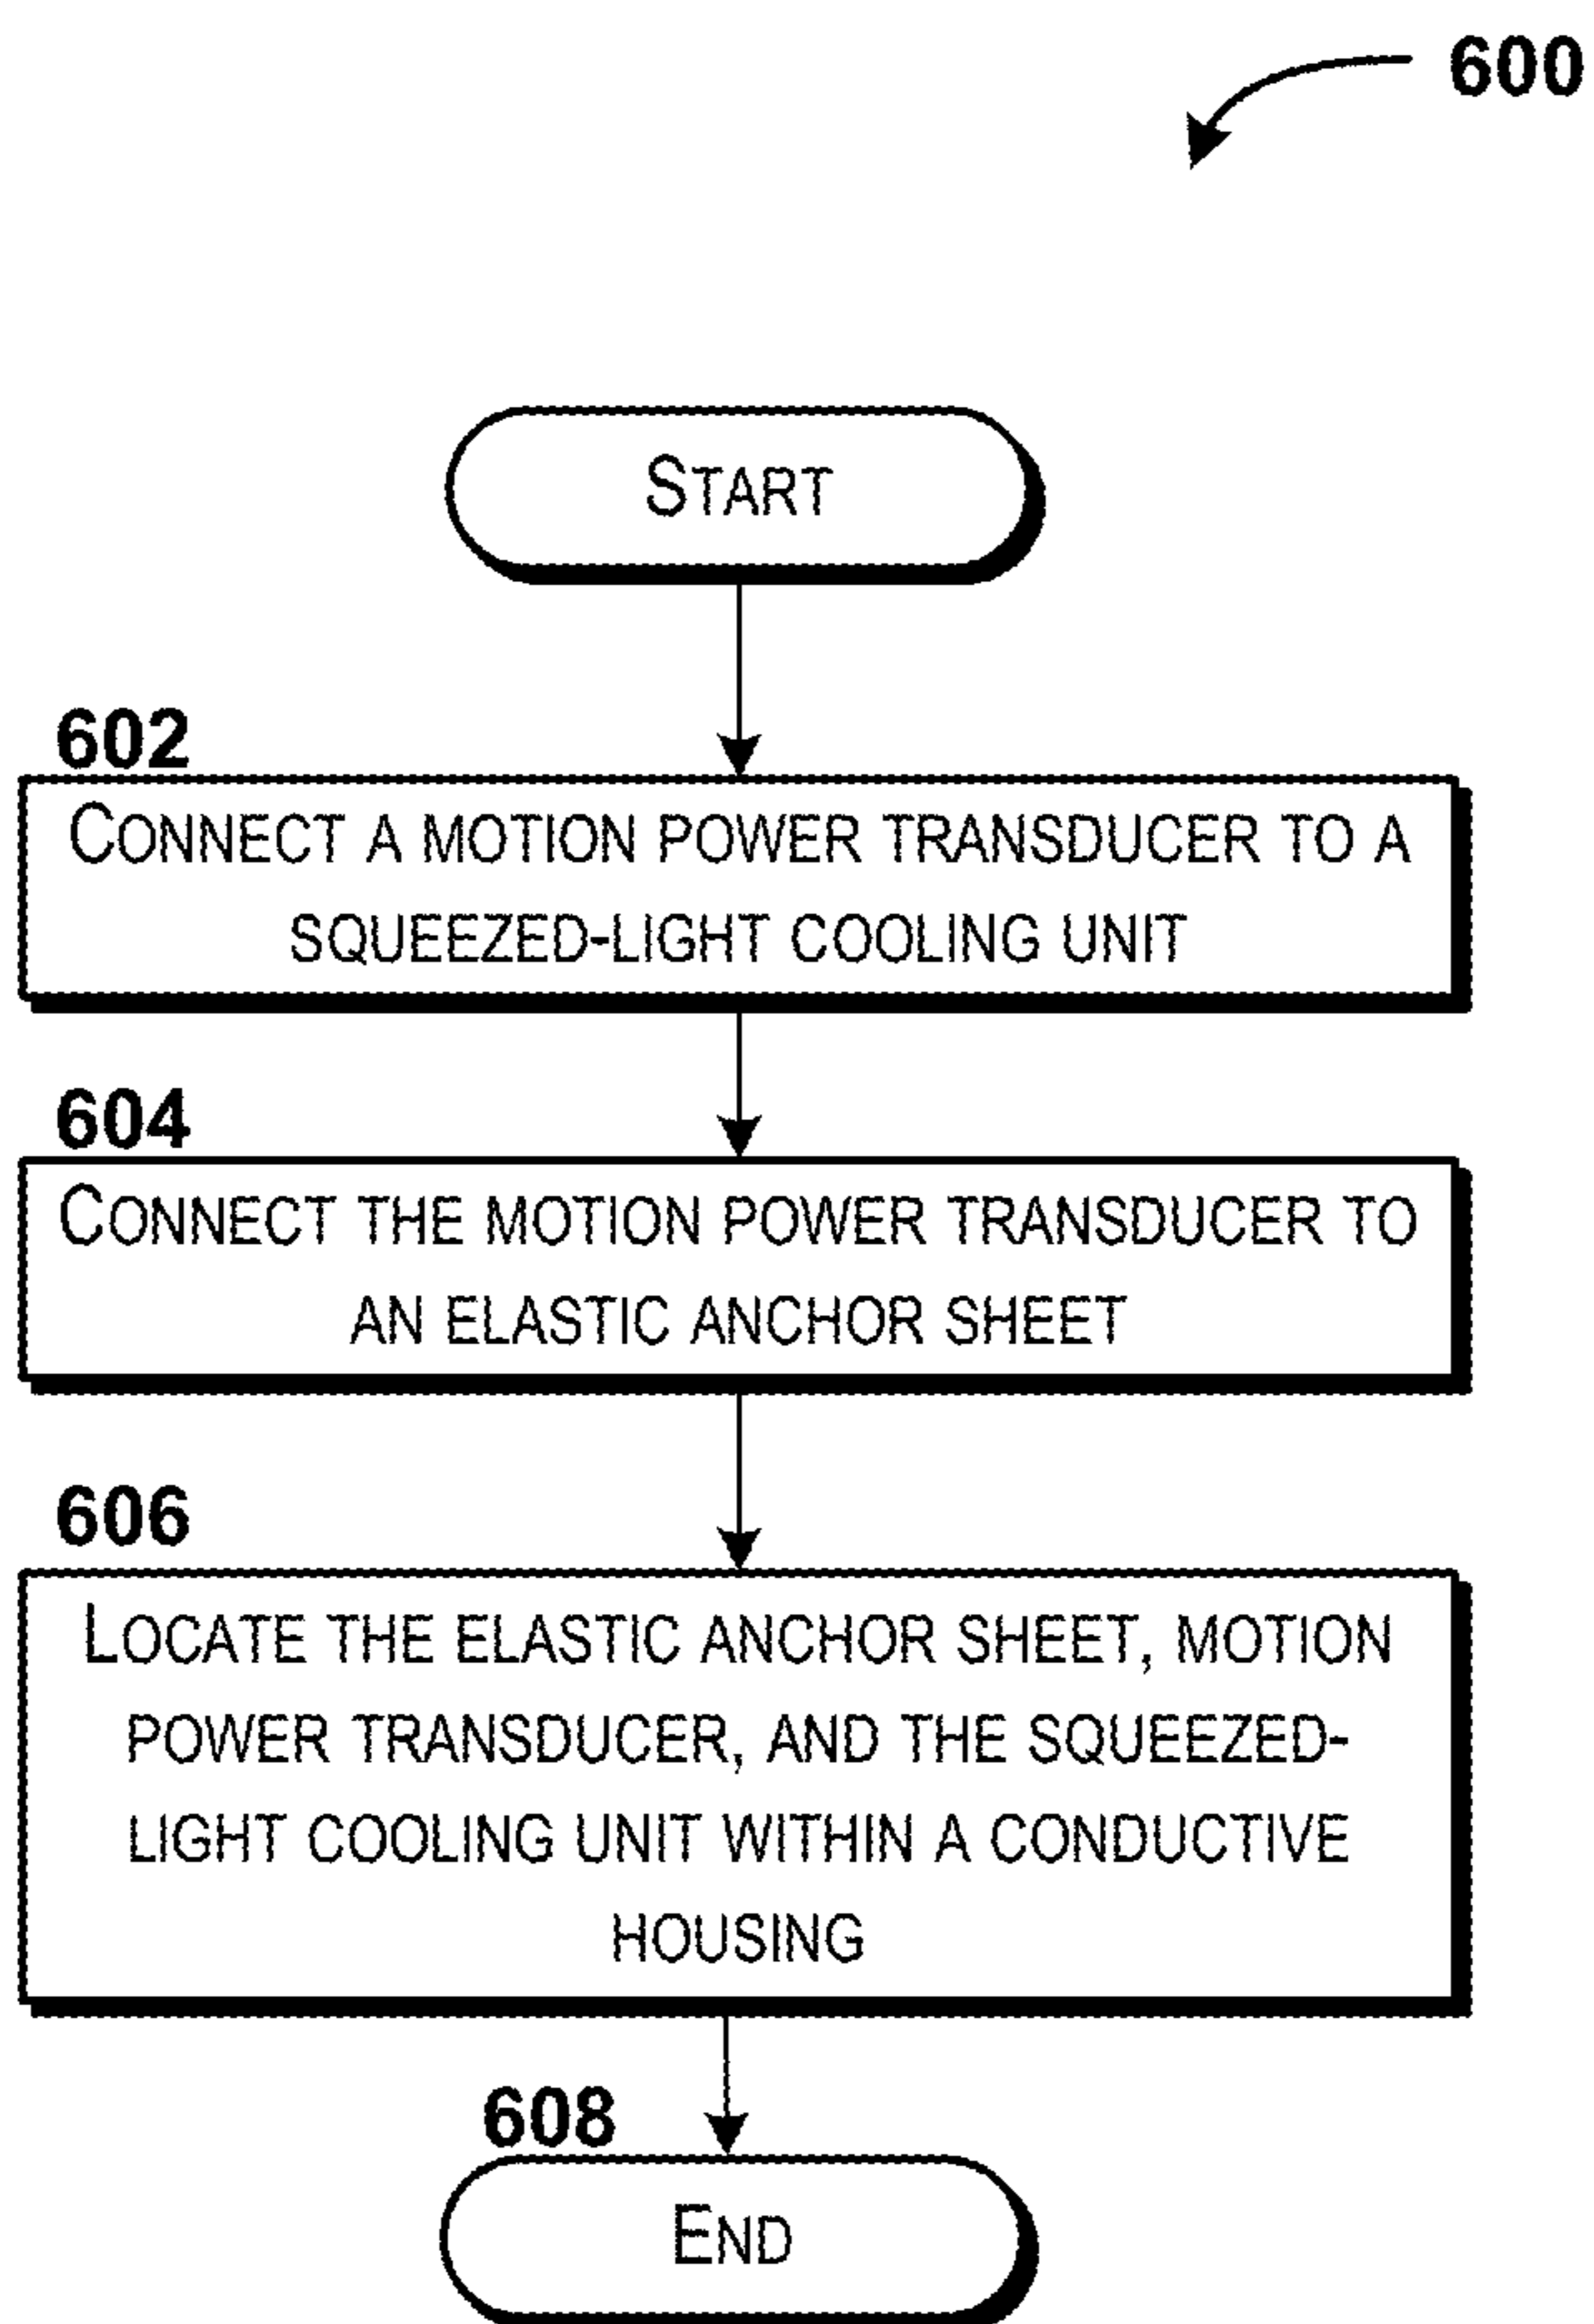 600
START
602
CONNECT A MOTION POWER TRANSDUCER TO A
SQUEEZED-LIGHT COOLING UNIT
604
CONNECT THE MOTION POWER TRANSDUCER TO
AN ELASTIC ANCHOR SHEET
606
LOCATE THE ELASTIC ANCHOR SHEET, MOTION
POWER TRANSDUCER, AND THE SQUEEZED-
LIGHT COOLING UNIT WITHIN A CONDUCTIVE
HOUSING
608
END